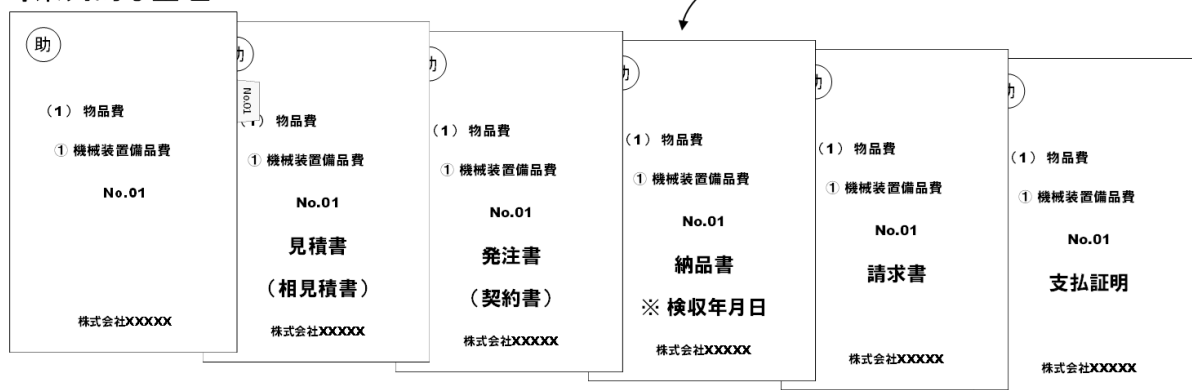 助
（1） 物品費
① 機械装置備品費
No.01
株式会社XXXXX
助
No.01
（1） 物品費
① 機械装置備品費
No.01
見積書
（相見積書）
株式会社XXXXX
助
（1） 物品費
① 機械装置備品費
No.01
発注書
（契約書）
株式会社XXXXX
助
（1） 物品費
① 機械装置備品費
No.01
納品書
※ 検収年月日
株式会社XXXXX
助
（1） 物品費
① 機械装置備品費
No.01
請求書
株式会社XXXXX
助
（1） 物品費
① 機械装置備品費
No.01
支払証明
株式会社XXXXX